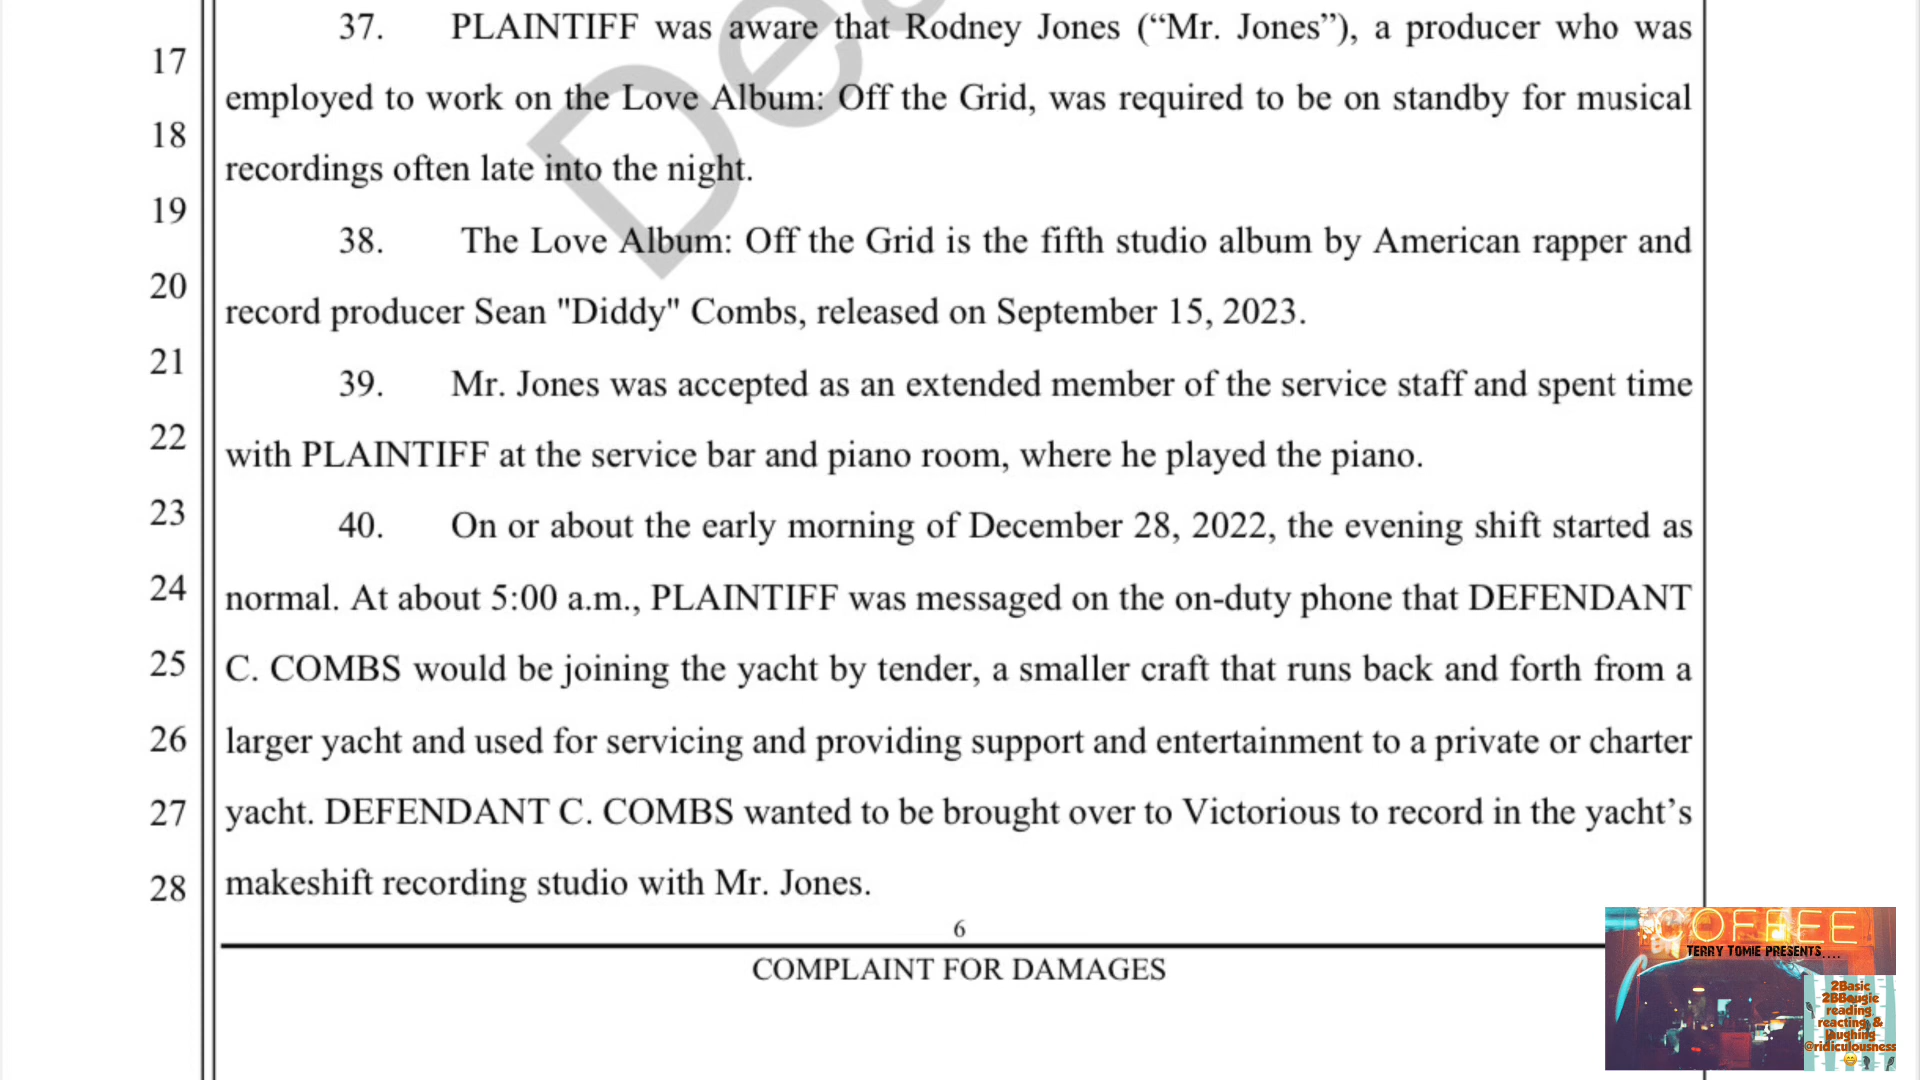 37. PLAINTIFF was aware that Rodney Jones (“Mr. Jones”), a producer who was
17
employed to work on the Love Album: Off the Grid, was required to be on standby for musical
18
recordings often late into the night.
19
38. The Love Album: Off the Grid is the fifth studio album by American rapper and
20
record producer Sean "Diddy" Combs, released on September 15, 2023.
21
39. Mr. Jones was accepted as an extended member of the service staff and spent time
22
with PLAINTIFF at the service bar and piano room, where he played the piano.
23
40. On or about the early morning of December 28, 2022, the evening shift started as
24
normal. At about 5:00 a.m., PLAINTIFF was messaged on the on-duty phone that DEFENDANT
25
C. COMBS would be joining the yacht by tender, a smaller craft that runs back and forth from a
26
larger yacht and used for servicing and providing support and entertainment to a private or charter
27
yacht. DEFENDANT C. COMBS wanted to be brought over to Victorious to record in the yacht’s
28
makeshift recording studio with Mr. Jones.
6
COMPLAINT FOR DAMAGES
COFFEE
TERRY TOMIE PRESENTS....
2Basic
2BBougie
reading
reacting, &
laughing
@ridiculousness